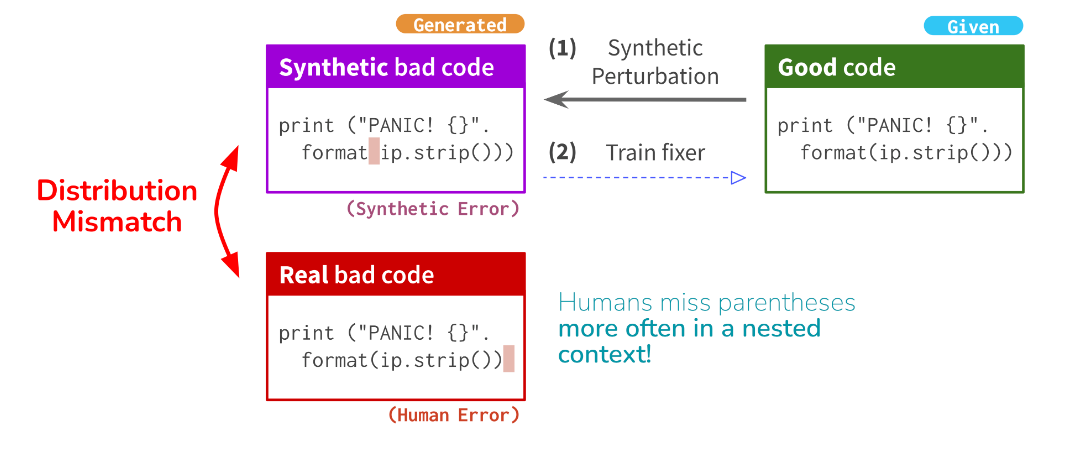 Generated
Given
Synthetic bad code
(1) Synthetic
Perturbation
Good code
print ("PANIC! {}".
format ip.strip()))
print ("PANIC! {}".
format(ip.strip()))
(2) Train fixer
(Synthetic Error)
Distribution
Mismatch
Real bad code
print ("PANIC! {}".
format(ip.strip())
(Human Error)
Humans miss parentheses
more often in a nested
context!